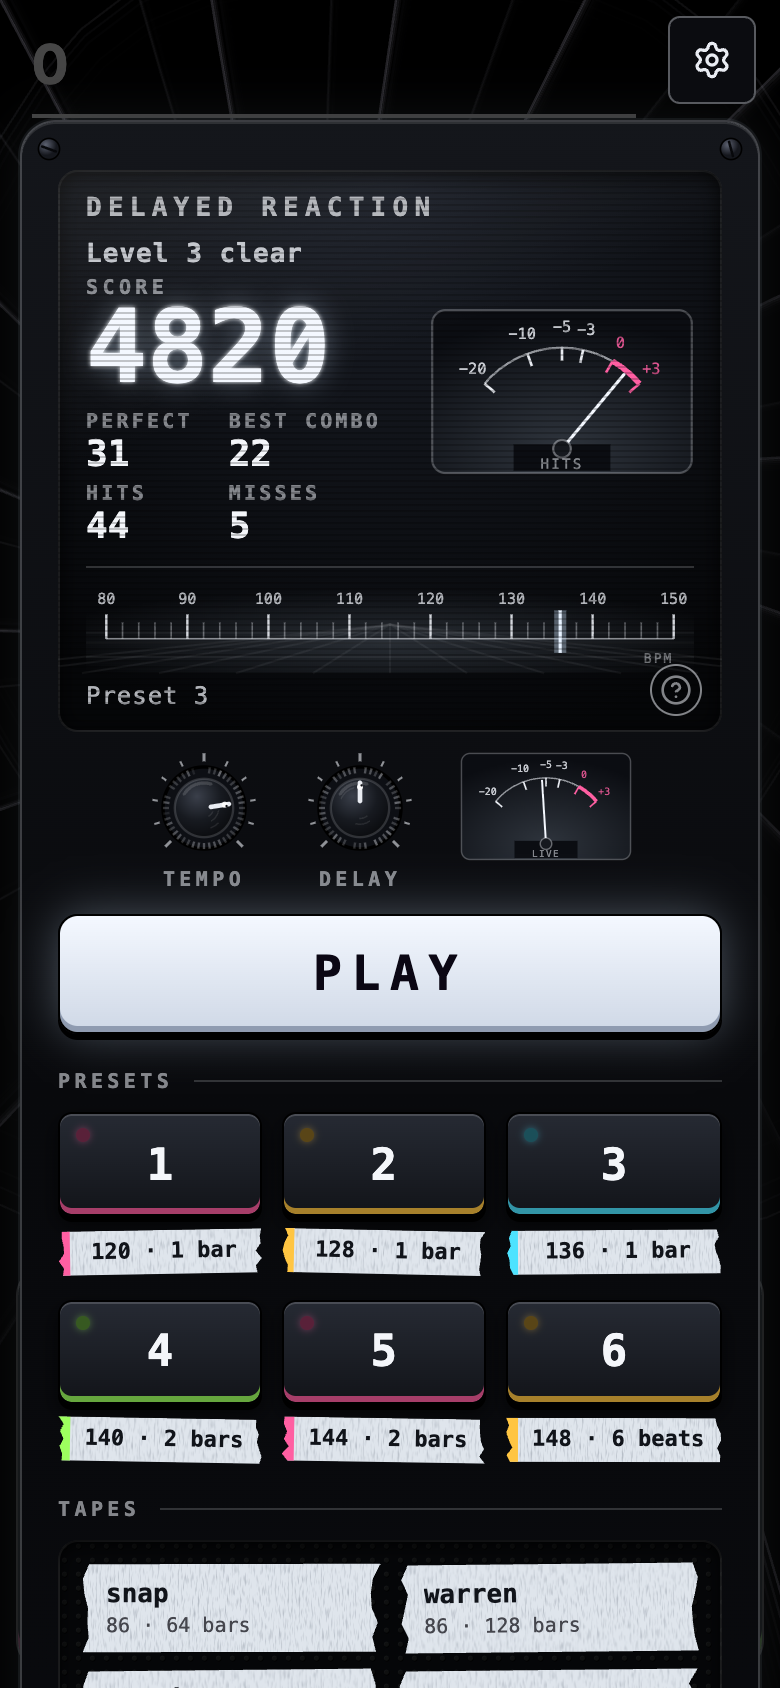 0
DELAYED REACTION
Level 3 clear
SCORE
4820
PERFECT BEST COMBO
31 22
HITS MISSES
44 5
-20 -10 -5 -3 0 +3
HITS
80 90 100 110 120 130 140 150
BPM
Preset 3
?
TEMPO DELAY
-20 -10 -5 -3 0 +3
LIVE
PLAY
PRESETS
1 2 3
120 · 1 bar 128 · 1 bar 136 · 1 bar
4 5 6
140 · 2 bars 144 · 2 bars 148 · 6 beats
TAPES
snap warren
86 · 64 bars 86 · 128 bars